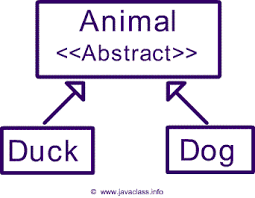 Animal
<<Abstract>>
Duck
Dog
© www.javaclass.info